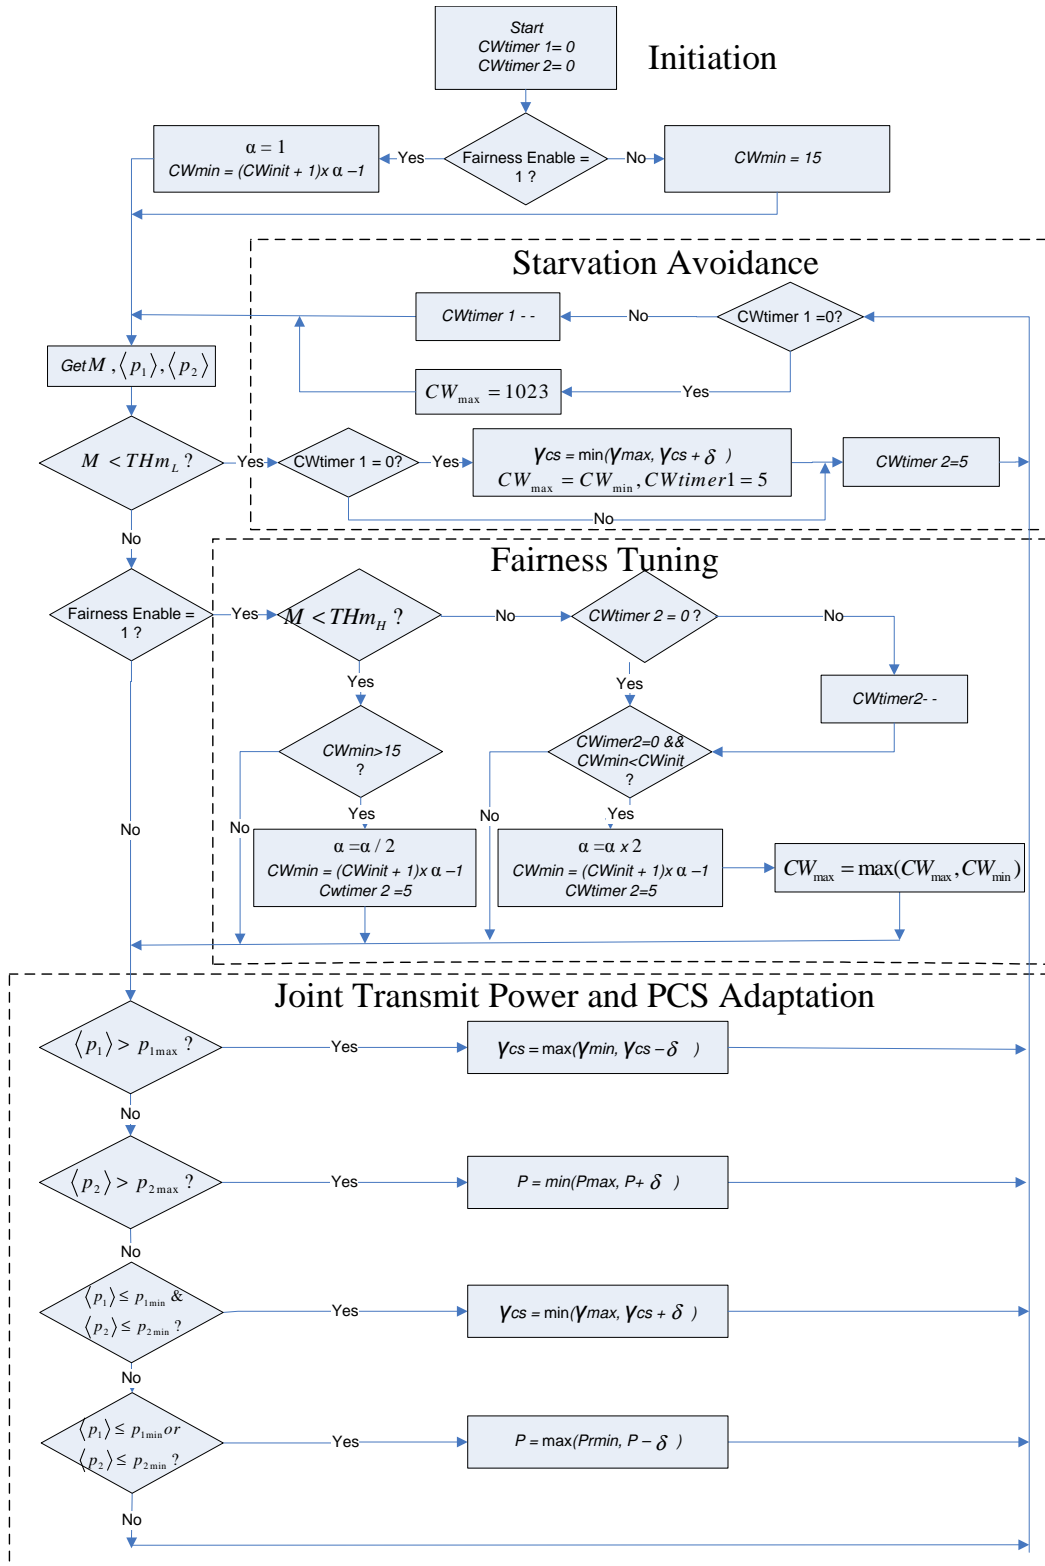 Start
CWtimer 1= 0
CWtimer 2= 0
Initiation
α = 1
CWmin = (CWinit + 1)x α –1
Yes
Fairness Enable =
1 ?
No
CWmin = 15
Starvation Avoidance
CWtimer 1 - -
No
CWtimer 1 =0?
Get M , ⟨p₁⟩, ⟨p₂⟩
CW_max = 1023
Yes
M < THm_L ?
Yes
CWtimer 1 = 0?
Yes
γcs = min(γmax, γcs + δ )
CW_max = CW_min , CWtimer1 = 5
CWtimer 2=5
No
No
Fairness Tuning
Fairness Enable =
1 ?
Yes
M < THm_H ?
No
CWtimer 2 = 0 ?
No
Yes
Yes
CWtimer2- -
CWmin>15
?
CWimer2=0 &&
CWmin<CWinit
?
No
No
Yes
No
Yes
α =α / 2
CWmin = (CWinit + 1)x α –1
Cwtimer 2 =5
α =α x 2
CWmin = (CWinit + 1)x α –1
CWtimer 2=5
CW_max = max(CW_max , CW_min)
Joint Transmit Power and PCS Adaptation
⟨p₁⟩ > p_1max ?
Yes
γcs = max(γmin, γcs – δ )
No
⟨p₂⟩ > p_2max ?
Yes
P = min(Pmax, P+ δ )
No
⟨p₁⟩ ≤ p_1min &
⟨p₂⟩ ≤ p_2min ?
Yes
γcs = min(γmax, γcs + δ )
No
⟨p₁⟩ ≤ p_1min or
⟨p₂⟩ ≤ p_2min ?
Yes
P = max(Prmin, P – δ )
No